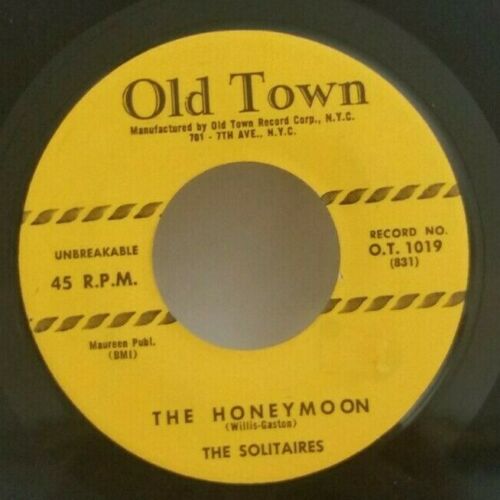 Old Town
Manufactured by Old Town Record Corp., N.Y.C.
701 - 7TH AVE., N.Y.C.
UNBREAKABLE
45 R.P.M.
RECORD NO.
O.T. 1019
(831)
Maureen Publ.
(BMI)
THE HONEYMOON
(Willis-Gaston)
THE SOLITAIRES